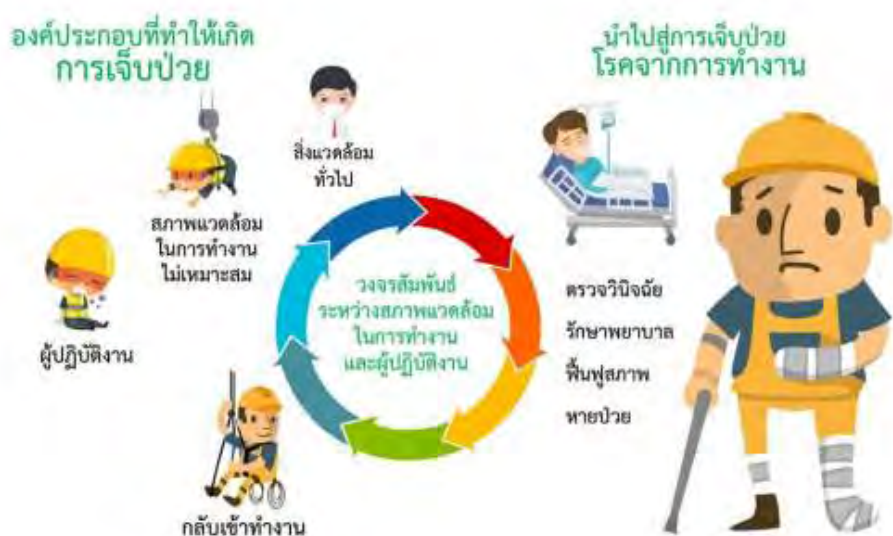 องค์ประกอบที่ทำให้เกิด
การเจ็บป่วย
นำไปสู่การเจ็บป่วย
โรคจากการทำงาน
สิ่งแวดล้อม
ทั่วไป
สภาพแวดล้อม
ในการทำงาน
ไม่เหมาะสม
ผู้ปฏิบัติงาน
วงจรสัมพันธ์
ระหว่างสภาพแวดล้อม
ในการทำงาน
และผู้ปฏิบัติงาน
ตรวจวินิจฉัย
รักษาพยาบาล
ฟื้นฟูสภาพ
หายป่วย
กลับเข้าทำงาน